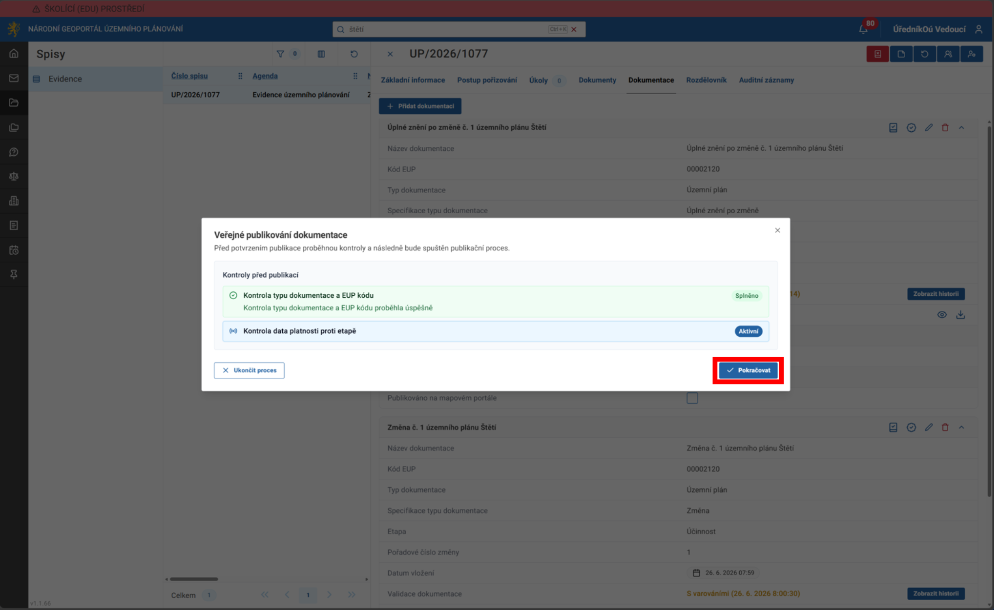 ŠKOLÍCÍ (EDU) PROSTŘEDÍ
NÁRODNÍ GEOPORTÁL ÚZEMNÍHO PLÁNOVÁNÍ
štětí
Ctrl + K
80
ÚředníkOú Vedoucí
Spisy
0
UP/2026/1077
Evidence
Číslo spisu
Agenda
UP/2026/1077
Evidence územního plánování
Základní informace
Postup pořizování
Úkoly 0
Dokumenty
Dokumentace
Rozdělovník
Auditní záznamy
Přidat dokumentaci
Úplné znění po změně č. 1 územního plánu Štětí
Název dokumentace
Úplné znění po změně č. 1 územního plánu Štětí
Kód EUP
00002120
Typ dokumentace
Územní plán
Specifikace typu dokumentace
Úplné znění po změně
14)
Zobrazit historii
Veřejné publikování dokumentace
Před potvrzením publikace proběhnou kontroly a následně bude spuštěn publikační proces.
Kontroly před publikací
Kontrola typu dokumentace a EUP kódu
Splněno
Kontrola typu dokumentace a EUP kódu proběhla úspěšně
Kontrola data platnosti proti etapě
Aktivní
Ukončit proces
Pokračovat
Publikováno na mapovém portále
Změna č. 1 územního plánu Štětí
Název dokumentace
Změna č. 1 územního plánu Štětí
Kód EUP
00002120
Typ dokumentace
Územní plán
Specifikace typu dokumentace
Změna
Etapa
Účinnost
Pořadové číslo změny
1
Datum vložení
26. 6. 2026 07:59
Validace dokumentace
S varováními (26. 6. 2026 8:00:30)
Zobrazit historii
Celkem 1
1
v1.1.66